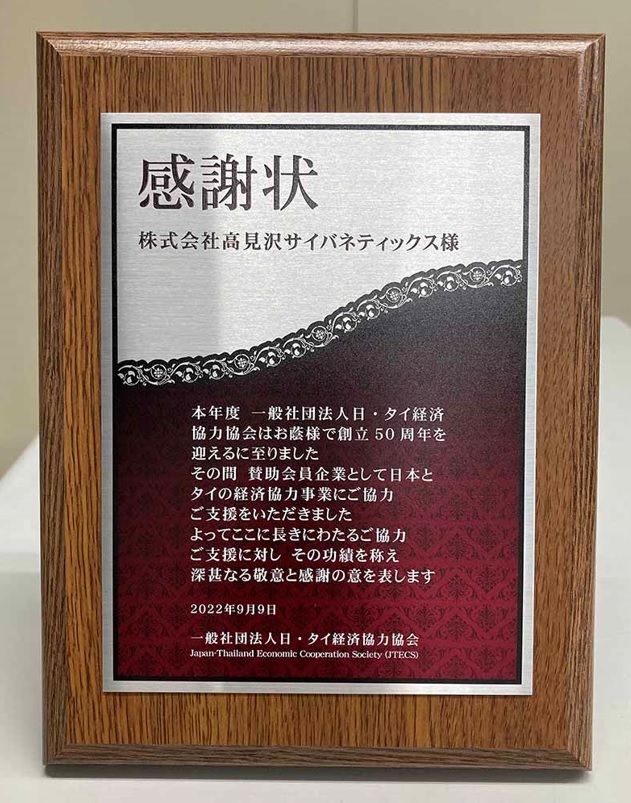 感謝状
株式会社高見沢サイバネティックス様
本年度 一般社団法人日・タイ経済
協力協会はお蔭様で創立50周年を
迎えるに至りました
その間 賛助会員企業として日本と
タイの経済協力事業にご協力
ご支援をいただきました
よってここに長きにわたるご協力
ご支援に対し その功績を称え
深甚なる敬意と感謝の意を表します
2022年9月9日
一般社団法人日・タイ経済協力協会
Japan-Thailand Economic Cooperation Society (JTECS)